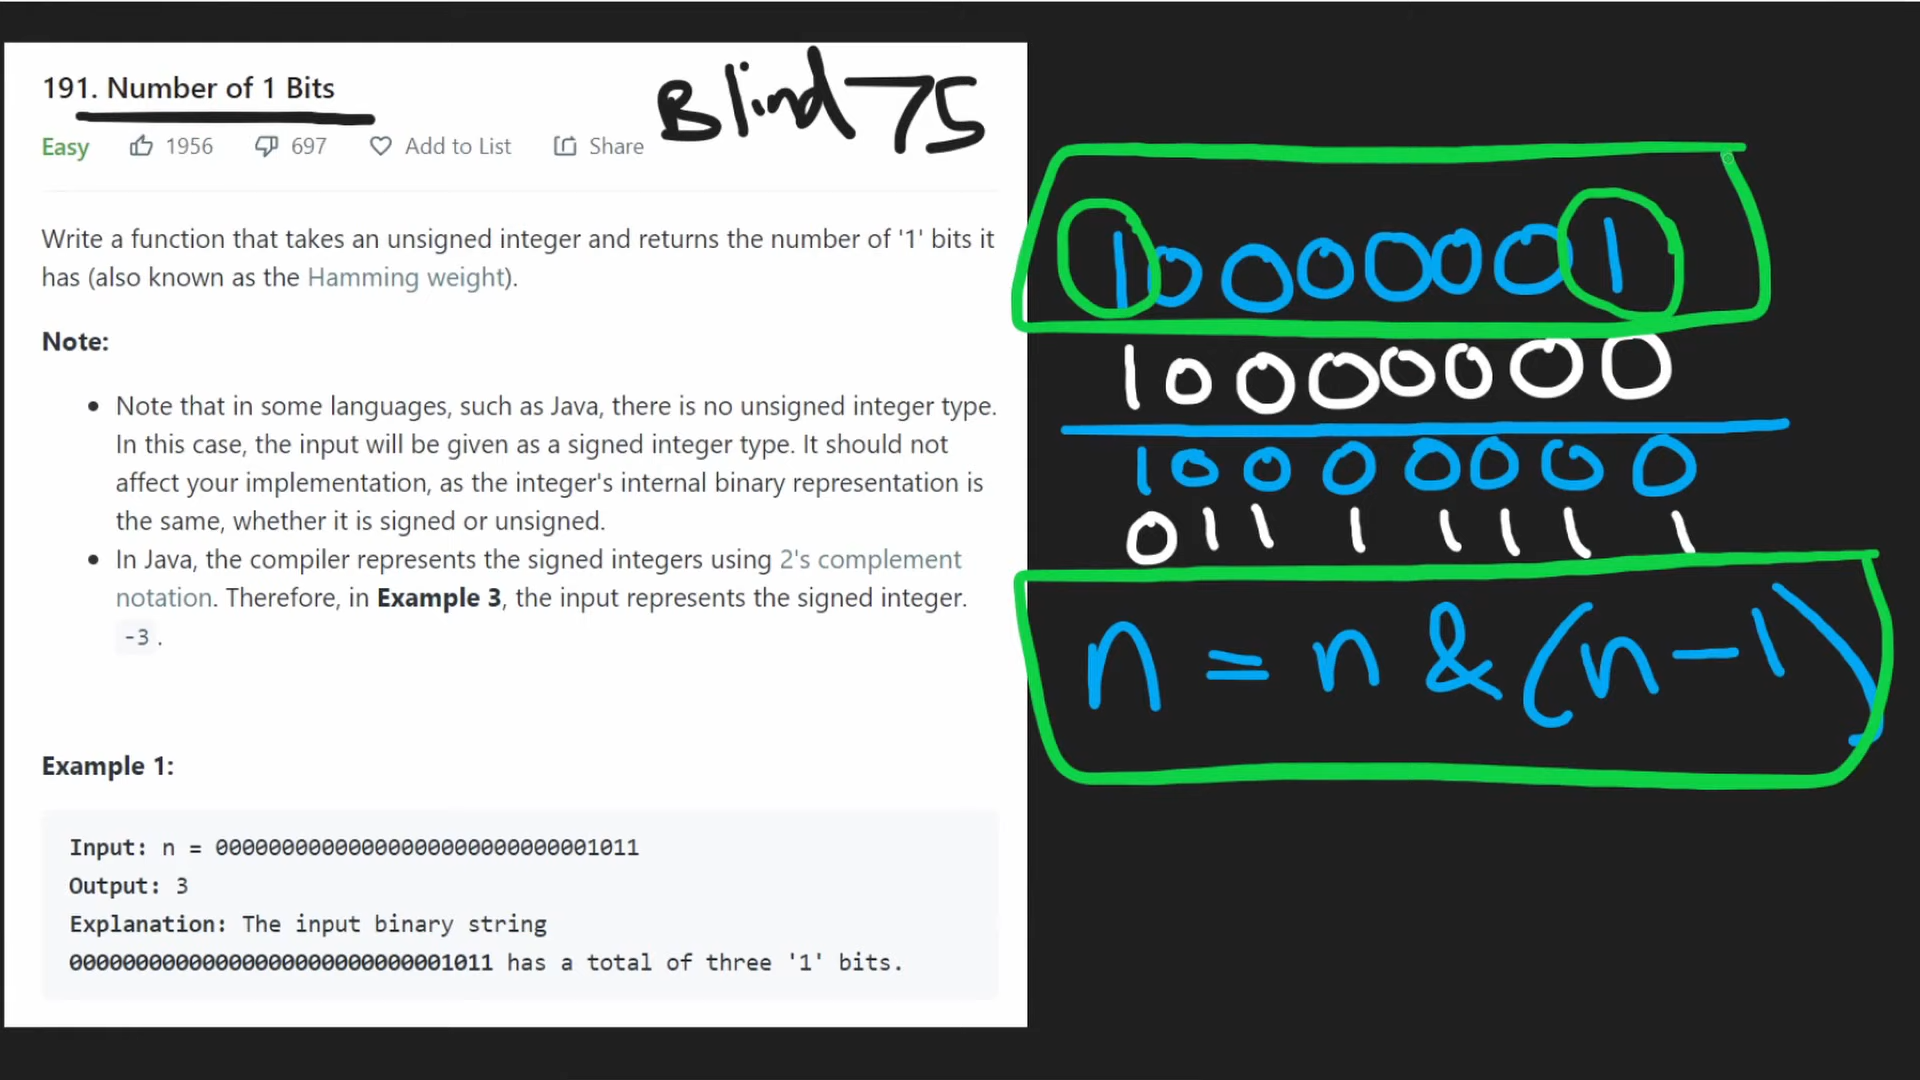 191. Number of 1 Bits
Blind 75
Easy 1956 697 Add to List Share
Write a function that takes an unsigned integer and returns the number of '1' bits it
has (also known as the Hamming weight).
Note:
• Note that in some languages, such as Java, there is no unsigned integer type.
In this case, the input will be given as a signed integer type. It should not
affect your implementation, as the integer's internal binary representation is
the same, whether it is signed or unsigned.
• In Java, the compiler represents the signed integers using 2's complement
notation. Therefore, in Example 3, the input represents the signed integer.
-3.
Example 1:
Input: n = 00000000000000000000000000001011
Output: 3
Explanation: The input binary string
00000000000000000000000000001011 has a total of three '1' bits.
10000001
10000000
10000000
01111111
n = n & (n-1)